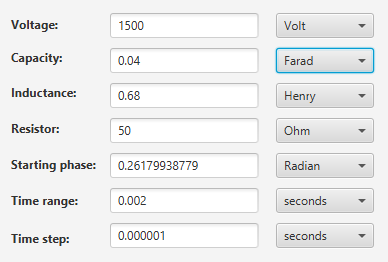 Voltage: 1500 Volt
Capacity: 0.04 Farad
Inductance: 0.68 Henry
Resistor: 50 Ohm
Starting phase: 0.26179938779 Radian
Time range: 0.002 seconds
Time step: 0.000001 seconds